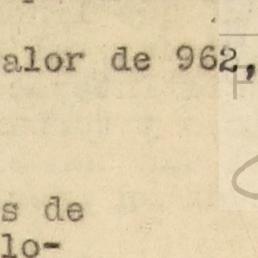 alor de 962,
s de
lo-